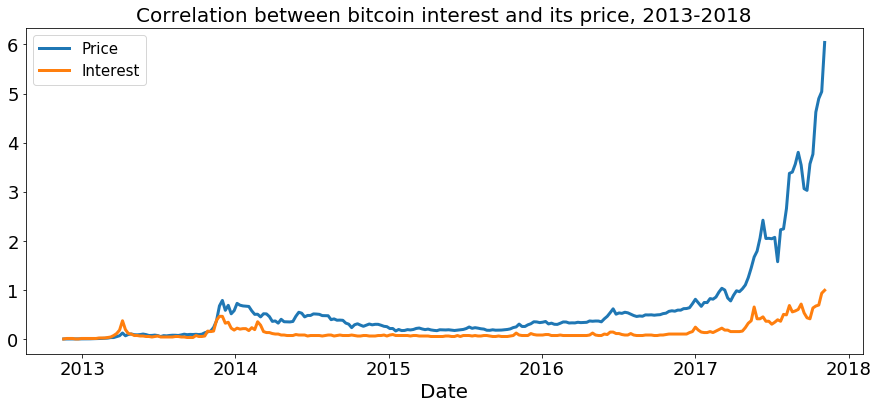 Correlation between bitcoin interest and its price, 2013-2018
Price
Interest
6
5
4
3
2
1
0
2013 2014 2015 2016 2017 2018
Date